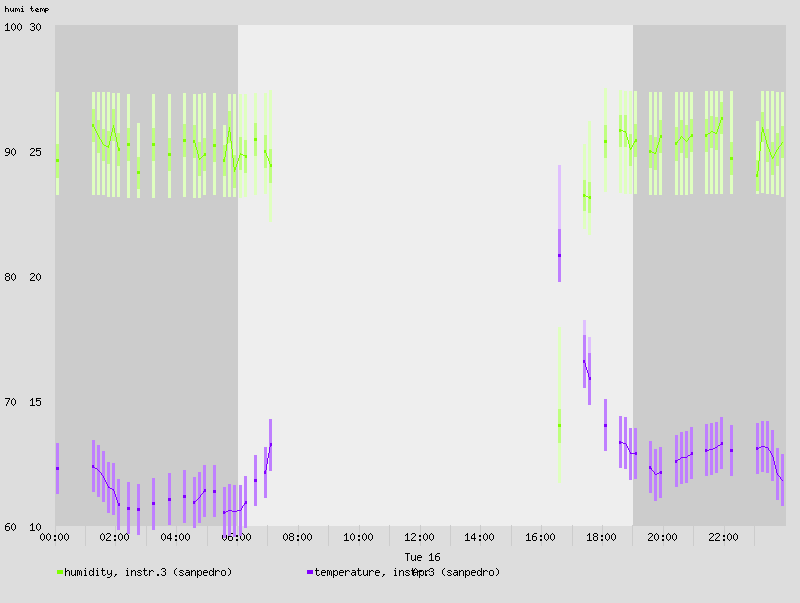 humi temp
100 30
90 25
80 20
70 15
60 10
00:00 02:00 04:00 06:00 08:00 10:00 12:00 14:00 16:00 18:00 20:00 22:00
Tue 16
humidity, instr.3 (sanpedro) temperature, instr.3 (sanpedro)